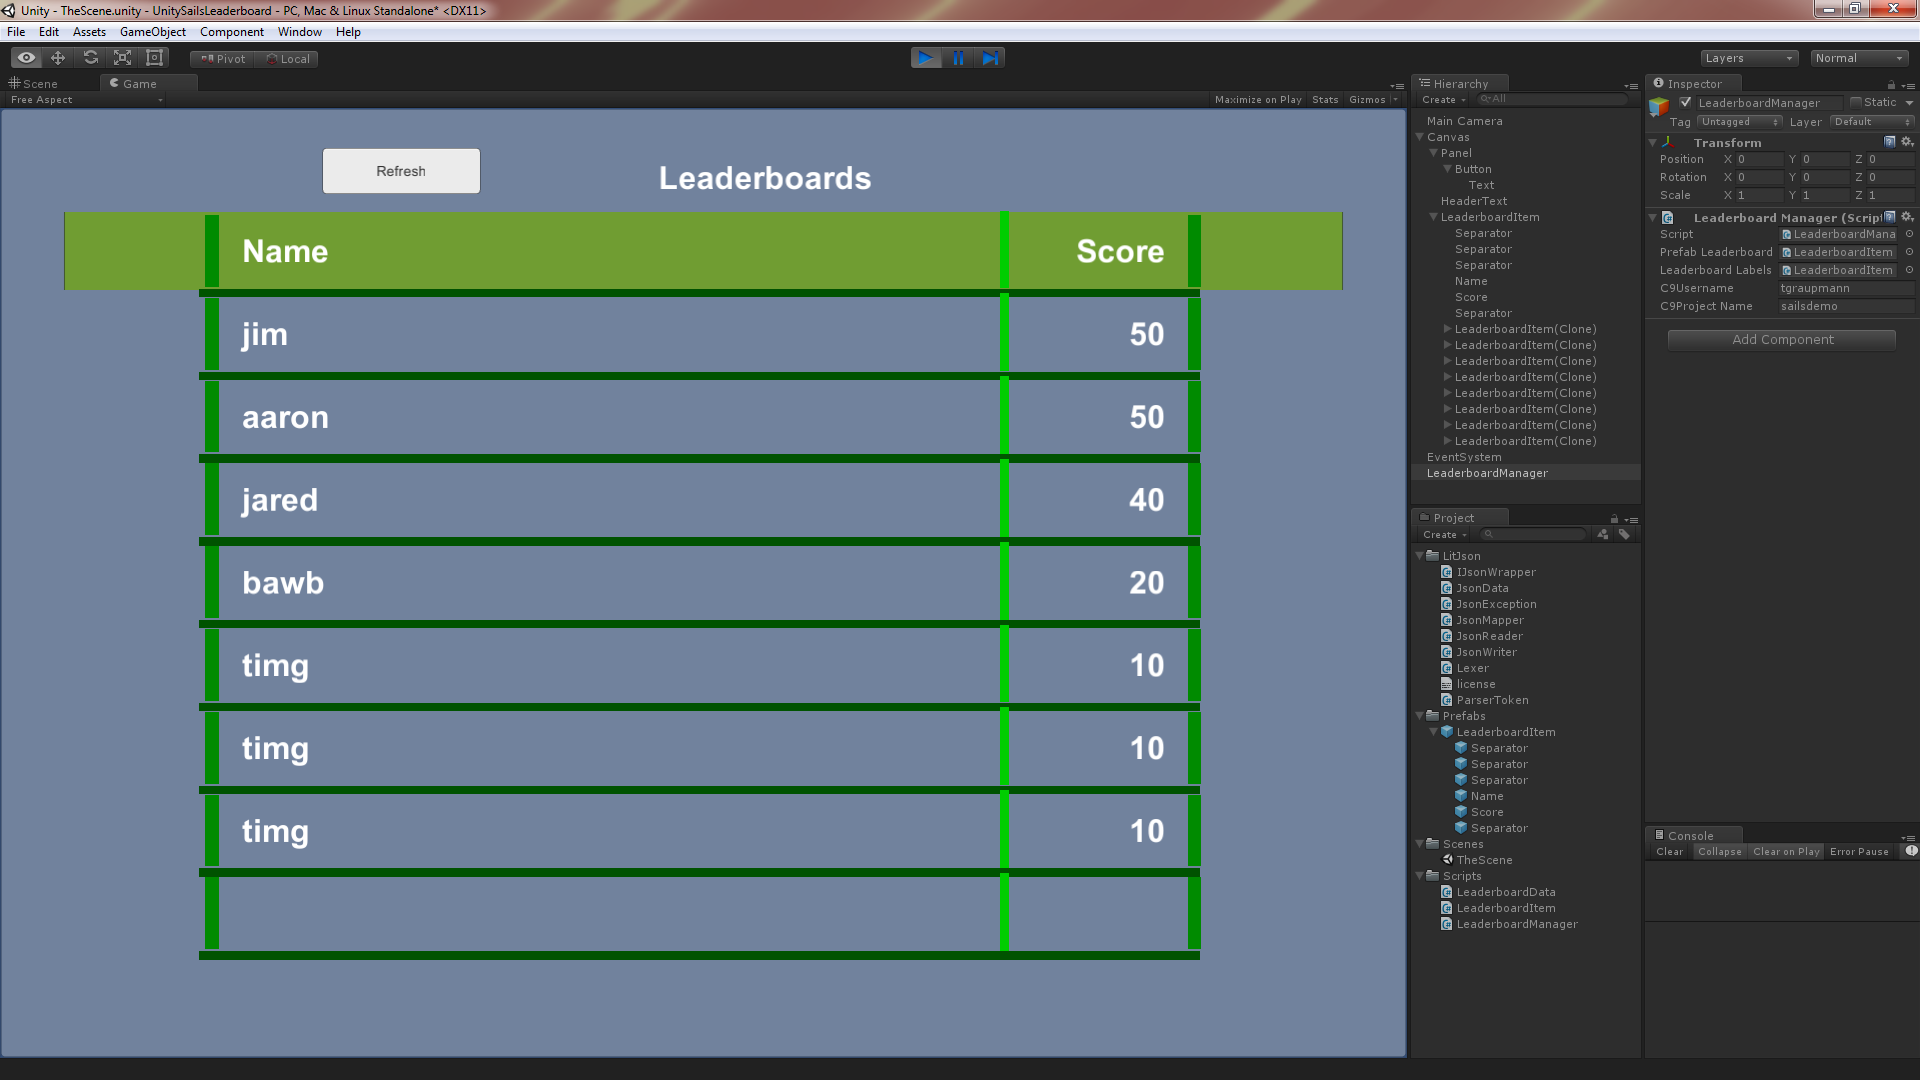 Unity - TheScene.unity - UnitySailsLeaderboard - PC, Mac & Linux Standalone* <DX11>
File Edit Assets GameObject Component Window Help
Pivot Local Layers Normal
Scene Game
Free Aspect Maximize on Play Stats Gizmos
Refresh
Leaderboards
Name Score
jim 50
aaron 50
jared 40
bawb 20
timg 10
timg 10
timg 10
Hierarchy
Create All
Main Camera
Canvas
Panel
Button
Text
HeaderText
LeaderboardItem
Separator
Separator
Separator
Name
Score
Separator
LeaderboardItem(Clone)
LeaderboardItem(Clone)
LeaderboardItem(Clone)
LeaderboardItem(Clone)
LeaderboardItem(Clone)
LeaderboardItem(Clone)
LeaderboardItem(Clone)
LeaderboardItem(Clone)
EventSystem
LeaderboardManager
Project
Create
LitJson
IJsonWrapper
JsonData
JsonException
JsonMapper
JsonReader
JsonWriter
Lexer
license
ParserToken
Prefabs
LeaderboardItem
Separator
Separator
Separator
Name
Score
Separator
Scenes
TheScene
Scripts
LeaderboardData
LeaderboardItem
LeaderboardManager
Inspector
LeaderboardManager Static
Tag Untagged Layer Default
Transform
Position X 0 Y 0 Z 0
Rotation X 0 Y 0 Z 0
Scale X 1 Y 1 Z 1
Leaderboard Manager (Script
Script LeaderboardMana
Prefab Leaderboard LeaderboardItem
Leaderboard Labels LeaderboardItem
C9Username tgraupmann
C9Project Name sailsdemo
Add Component
Console
Clear Collapse Clear on Play Error Pause